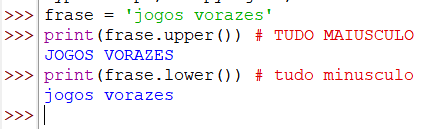 >>> frase = 'jogos vorazes'
>>> print(frase.upper()) # TUDO MAIUSCULO
JOGOS VORAZES
>>> print(frase.lower()) # tudo minusculo
jogos vorazes
>>>